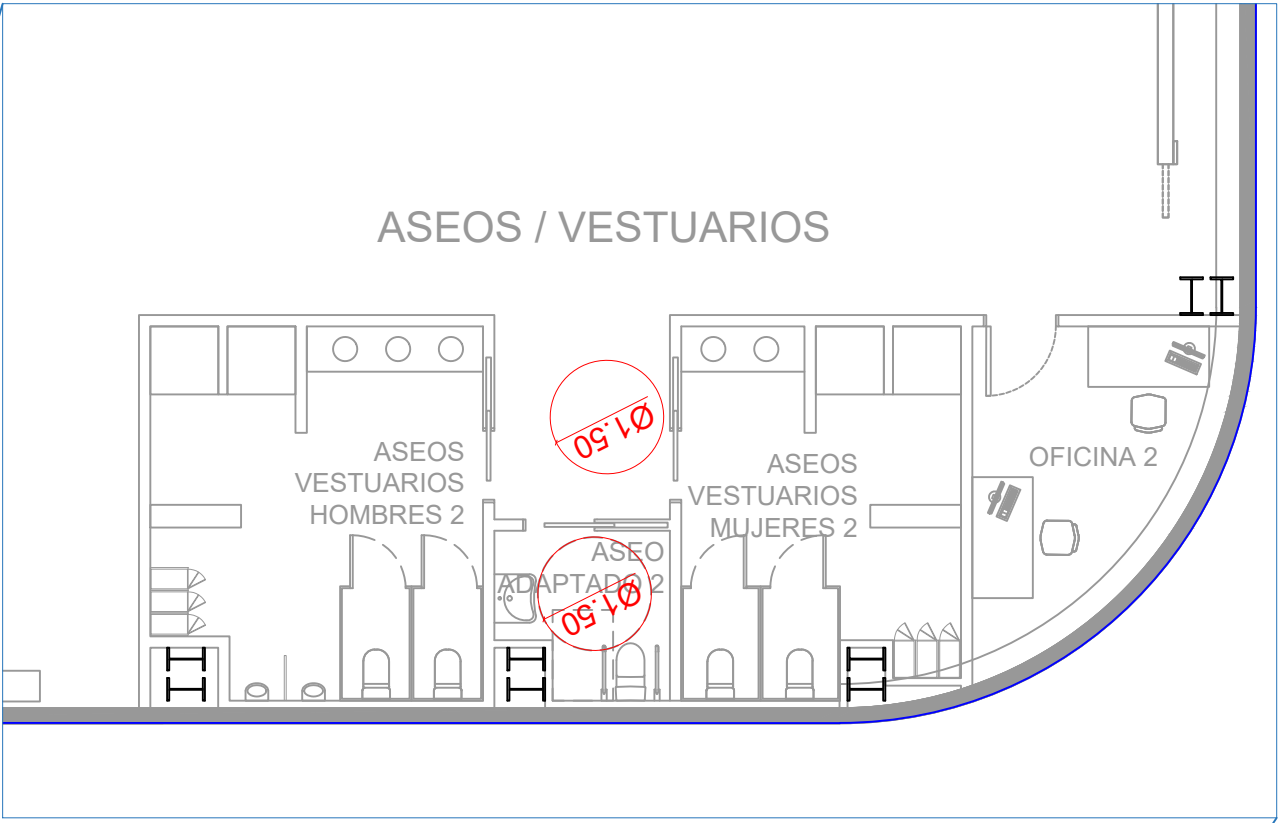 ASEOS / VESTUARIOS
Ø1.50
ASEOS
VESTUARIOS
HOMBRES 2
ASEOS
VESTUARIOS
MUJERES 2
OFICINA 2
ASEO
ADAPTADO 2
Ø1.50